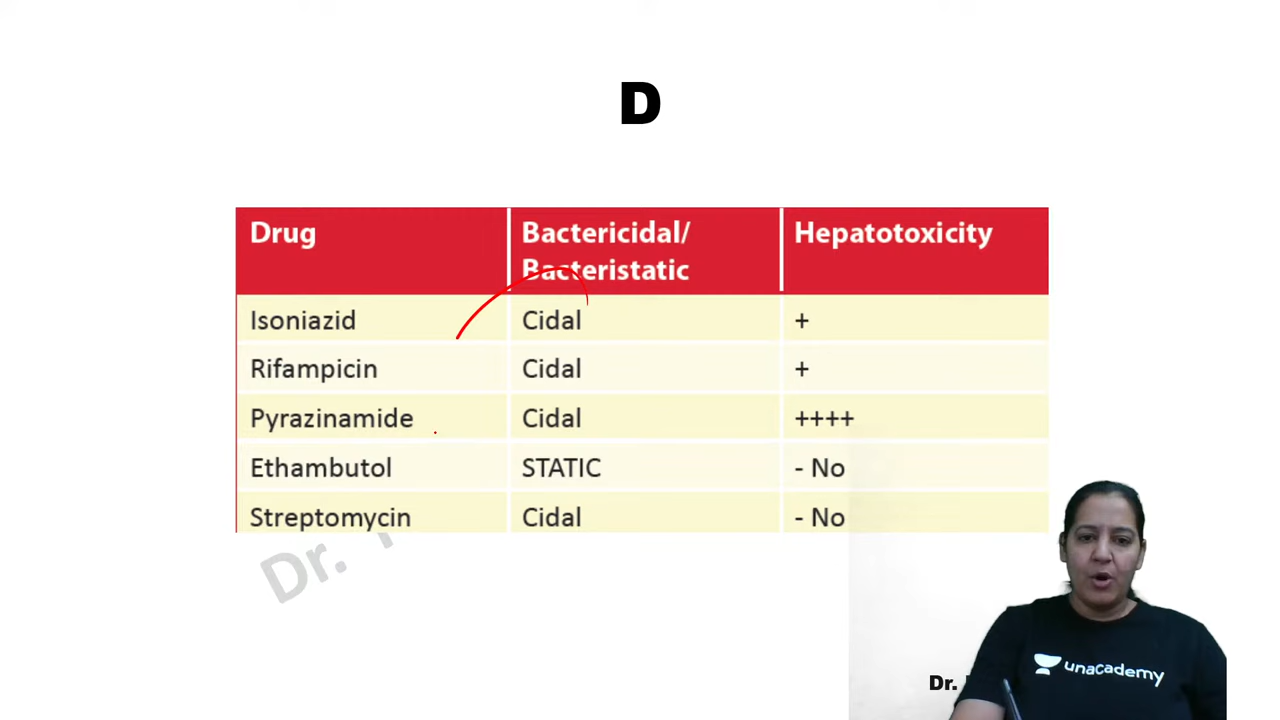 D
Drug Bactericidal/ Hepatotoxicity
Bacteristatic
Isoniazid Cidal +
Rifampicin Cidal +
Pyrazinamide Cidal ++++
Ethambutol STATIC - No
Streptomycin Cidal - No
Dr.
unacademy
Dr.